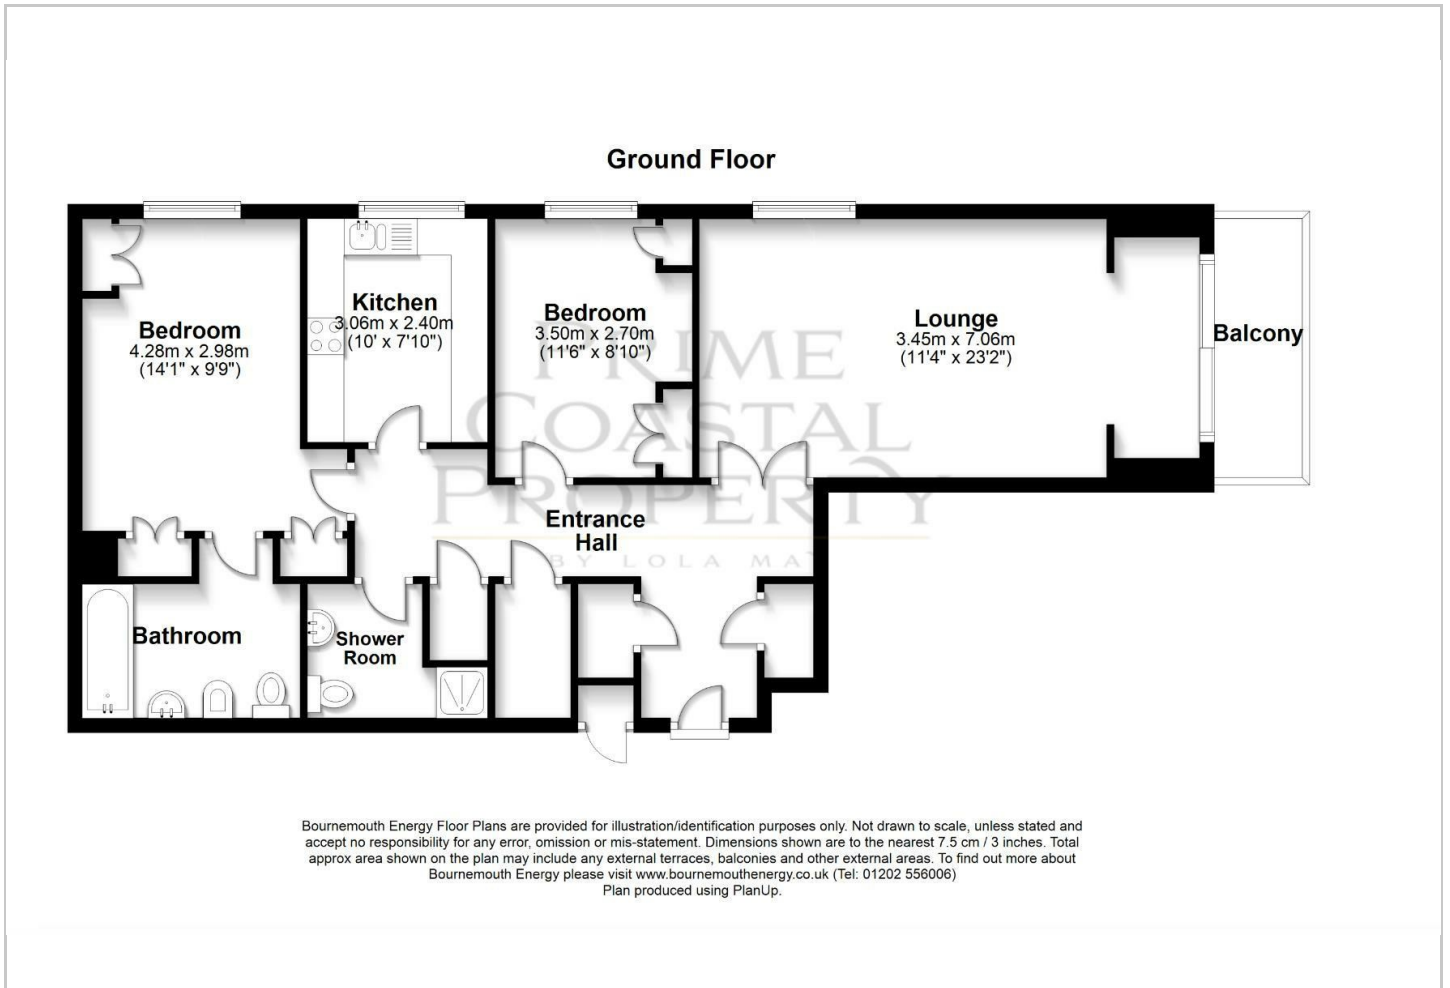 Ground Floor
Bedroom
4.28m x 2.98m
(14'1" x 9'9")
Kitchen
3.06m x 2.40m
(10' x 7'10")
Bedroom
3.50m x 2.70m
(11'6" x 8'10")
Lounge
3.45m x 7.06m
(11'4" x 23'2")
Balcony
PRIME
COASTAL
PROPERTY
BY LOLA MA
Entrance
Hall
Bathroom
Shower
Room
Bournemouth Energy Floor Plans are provided for illustration/identification purposes only. Not drawn to scale, unless stated and
accept no responsibility for any error, omission or mis-statement. Dimensions shown are to the nearest 7.5 cm / 3 inches. Total
approx area shown on the plan may include any external terraces, balconies and other external areas. To find out more about
Bournemouth Energy please visit www.bournemouthenergy.co.uk (Tel: 01202 556006)
Plan produced using PlanUp.